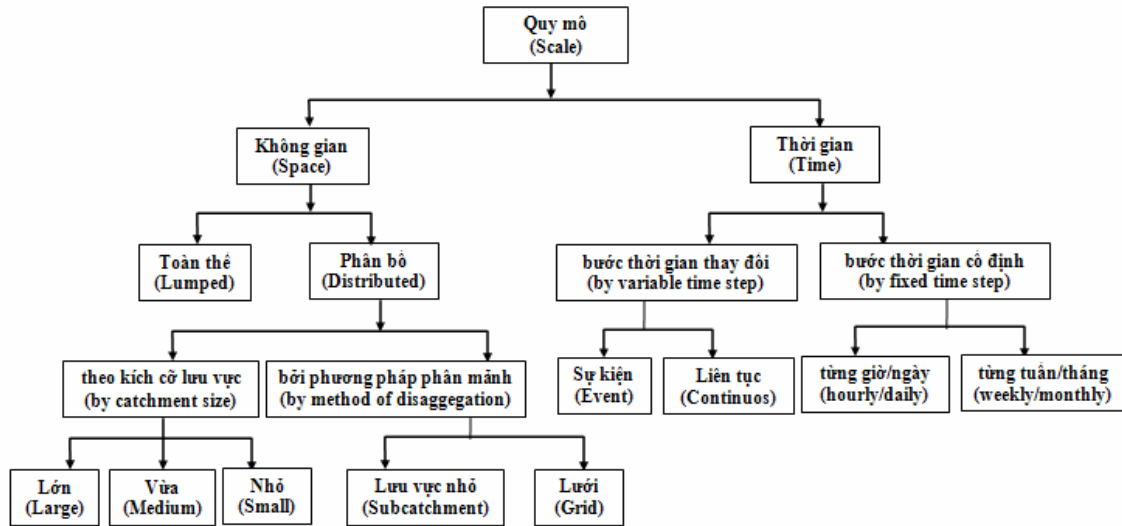 Quy mô
(Scale)
Không gian
(Space)
Thời gian
(Time)
Toàn thể
(Lumped)
Phân bố
(Distributed)
bước thời gian thay đổi
(by variable time step)
bước thời gian cố định
(by fixed time step)
theo kích cỡ lưu vực
(by catchment size)
bởi phương pháp phân mảnh
(by method of disaggegation)
Sự kiện
(Event)
Liên tục
(Continuos)
từng giờ/ngày
(hourly/daily)
từng tuần/tháng
(weekly/monthly)
Lớn
(Large)
Vừa
(Medium)
Nhỏ
(Small)
Lưu vực nhỏ
(Subcatchment)
Lưới
(Grid)